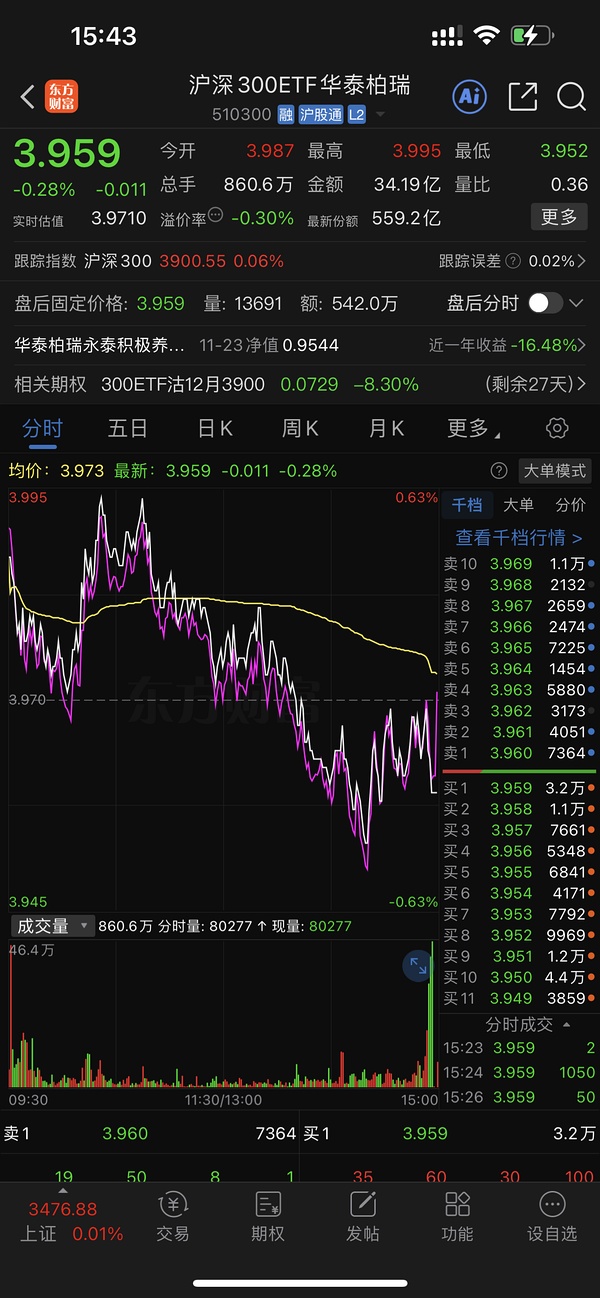 15:43
东方财富
沪深300ETF华泰柏瑞
Ai
510300 融 沪股通 L2
3.959
-0.28% -0.011
今开 3.987 最高 3.995 最低 3.952
总手 860.6万 金额 34.19亿 量比 0.36
实时估值 3.9710 溢价率 -0.30% 最新份额 559.2亿 更多
跟踪指数 沪深300 3900.55 0.06% 跟踪误差 ? 0.02%
盘后固定价格: 3.959 量: 13691 额: 542.0万 盘后分时
华泰柏瑞永泰积极养... 11-23净值 0.9544 近一年收益 -16.48%
相关期权 300ETF沽12月3900 0.0729 -8.30% (剩余27天)
分时 五日 日K 周K 月K 更多
均价: 3.973 最新: 3.959 -0.011 -0.28% ? 大单模式
3.995 0.63%
3.970
东方财富
3.945 -0.63%
千档 大单 分价
查看千档行情 >
卖10 3.969 1.1万
卖9 3.968 2132
卖8 3.967 2659
卖7 3.966 2474
卖6 3.965 7225
卖5 3.964 1454
卖4 3.963 5880
卖3 3.962 3173
卖2 3.961 4051
卖1 3.960 7364
买1 3.959 3.2万
买2 3.958 1.1万
买3 3.957 7661
买4 3.956 5348
买5 3.955 6841
买6 3.954 4171
买7 3.953 7792
买8 3.952 9969
买9 3.951 1.2万
买10 3.950 4.4万
买11 3.949 3859
成交量 860.6万 分时量: 80277 ↑ 现量: 80277
46.4万
09:30 11:30/13:00 15:00
分时成交
15:23 3.959 2
15:24 3.959 1050
15:26 3.959 50
卖1 3.960 7364 买1 3.959 3.2万
19 50 8 1 35 60 30 100
3476.88
上证 0.01%
交易 期权 发帖 功能 设自选